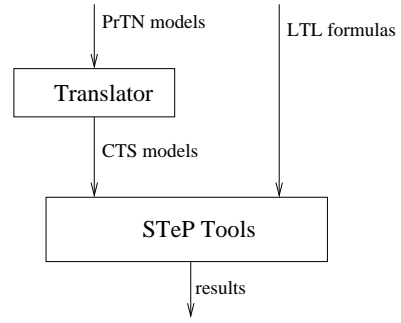 PrTN models
LTL formulas
Translator
CTS models
STeP Tools
results